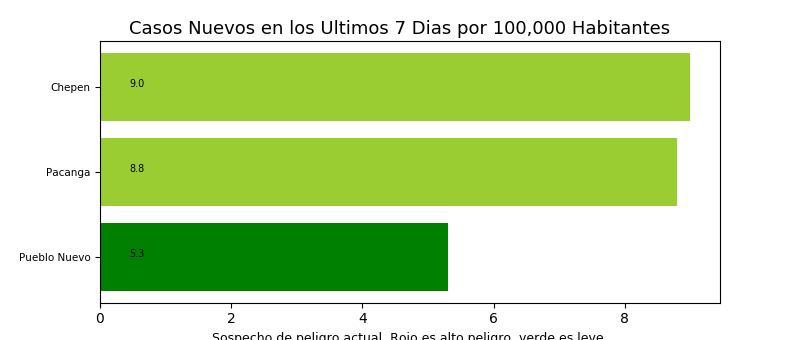 Casos Nuevos en los Ultimos 7 Dias por 100,000 Habitantes
Chepen
9.0
Pacanga
8.8
Pueblo Nuevo
5.3
0 2 4 6 8
Sospecho de peligro actual. Rojo es alto peligro, verde es leve